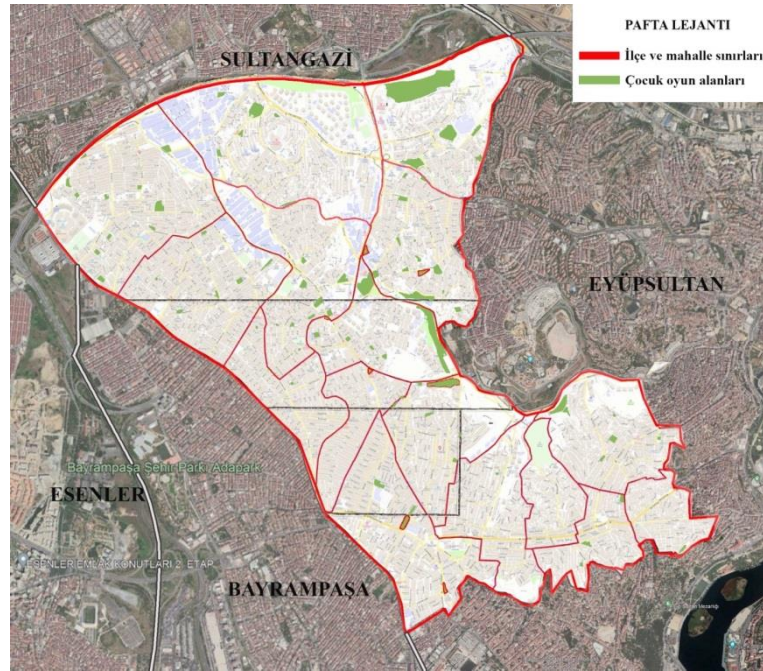 PAFTA LEJANTI
İlçe ve mahalle sınırları
Çocuk oyun alanları
SULTANGAZİ
EYÜPSULTAN
Bayrampaşa Şehir Parkı, Adapark
ESENLER
ESENLER EMLAK KONUTLARI 2. ETAP
BAYRAMPAŞA